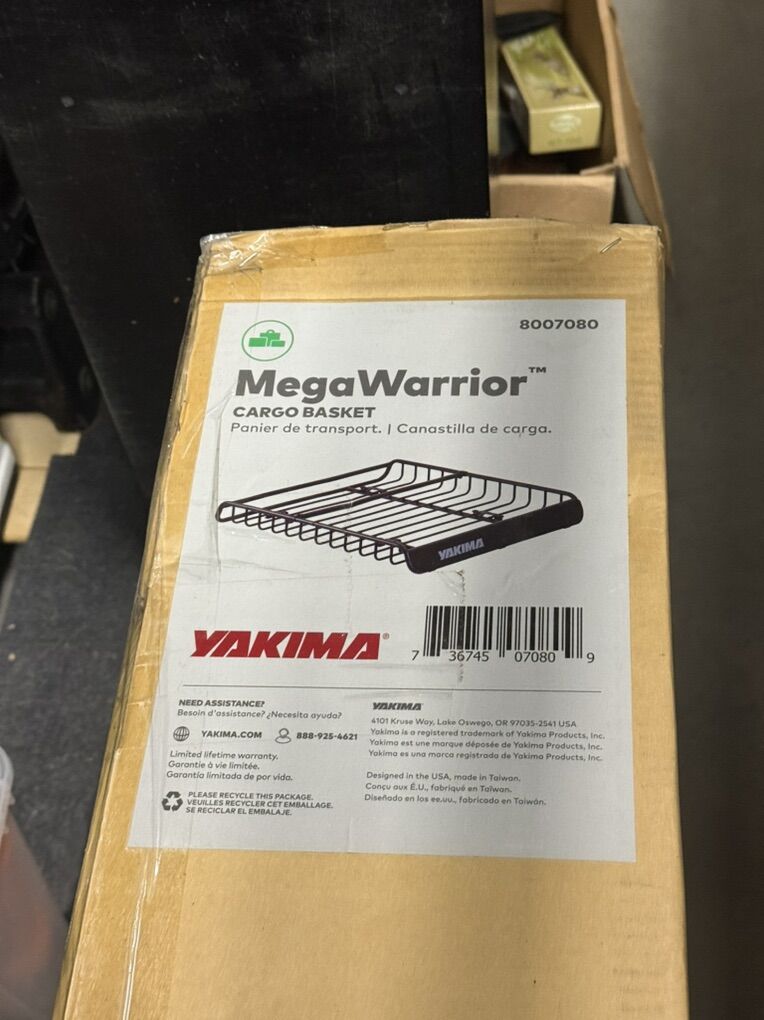 8007080
MegaWarrior™
CARGO BASKET
Panier de transport. | Canastilla de carga.
YAKIMA
YAKIMA®
7 36745 07080 9
NEED ASSISTANCE?
Besoin d'assistance? ¿Necesita ayuda?
YAKIMA.COM 888-925-4621
Limited lifetime warranty.
Garantie à vie limitée.
Garantía limitada de por vida.
PLEASE RECYCLE THIS PACKAGE.
VEUILLES RECYCLER CET EMBALLAGE.
SE RECICLAR EL EMBALAJE.
YAKIMA
4101 Kruse Way, Lake Oswego, OR 97035-2541 USA
Yakima is a registered trademark of Yakima Products, Inc.
Yakima est une marque déposée de Yakima Products, Inc.
Yakima es una marca registrada de Yakima Products, Inc.
Designed in the USA, made in Taiwan.
Conçu aux É.U., fabriqué en Taïwan.
Diseñado en los ee.uu., fabricado en Taiwán.